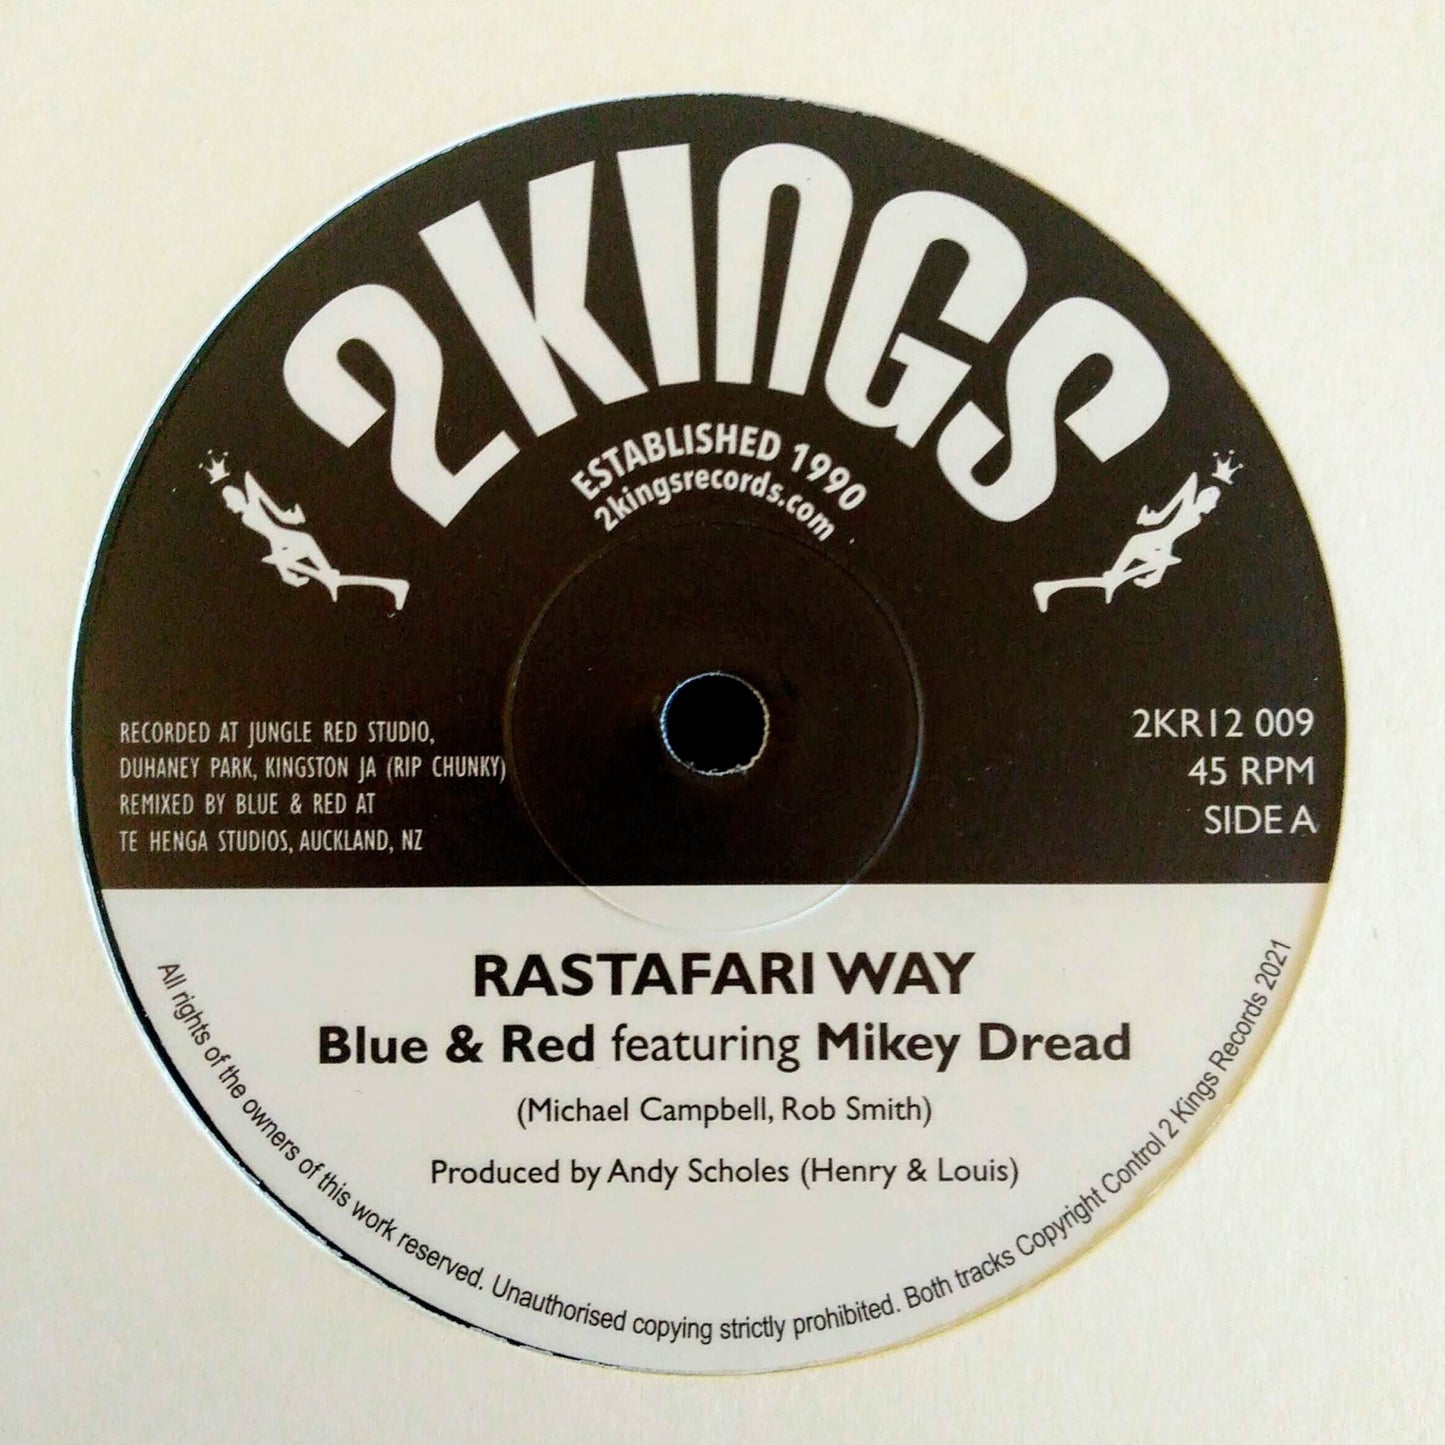 2KINGS
ESTABLISHED 1990
2kingsrecords.com
RECORDED AT JUNGLE RED STUDIO,
DUHANEY PARK, KINGSTON JA (RIP CHUNKY)
REMIXED BY BLUE & RED AT
TE HENGA STUDIOS, AUCKLAND, NZ
2KR12 009
45 RPM
SIDE A
RASTAFARI WAY
Blue & Red featuring Mikey Dread
(Michael Campbell, Rob Smith)
Produced by Andy Scholes (Henry & Louis)
All rights of the owners of this work reserved. Unauthorised copying strictly prohibited. Both tracks Copyright Control 2 Kings Records 2021